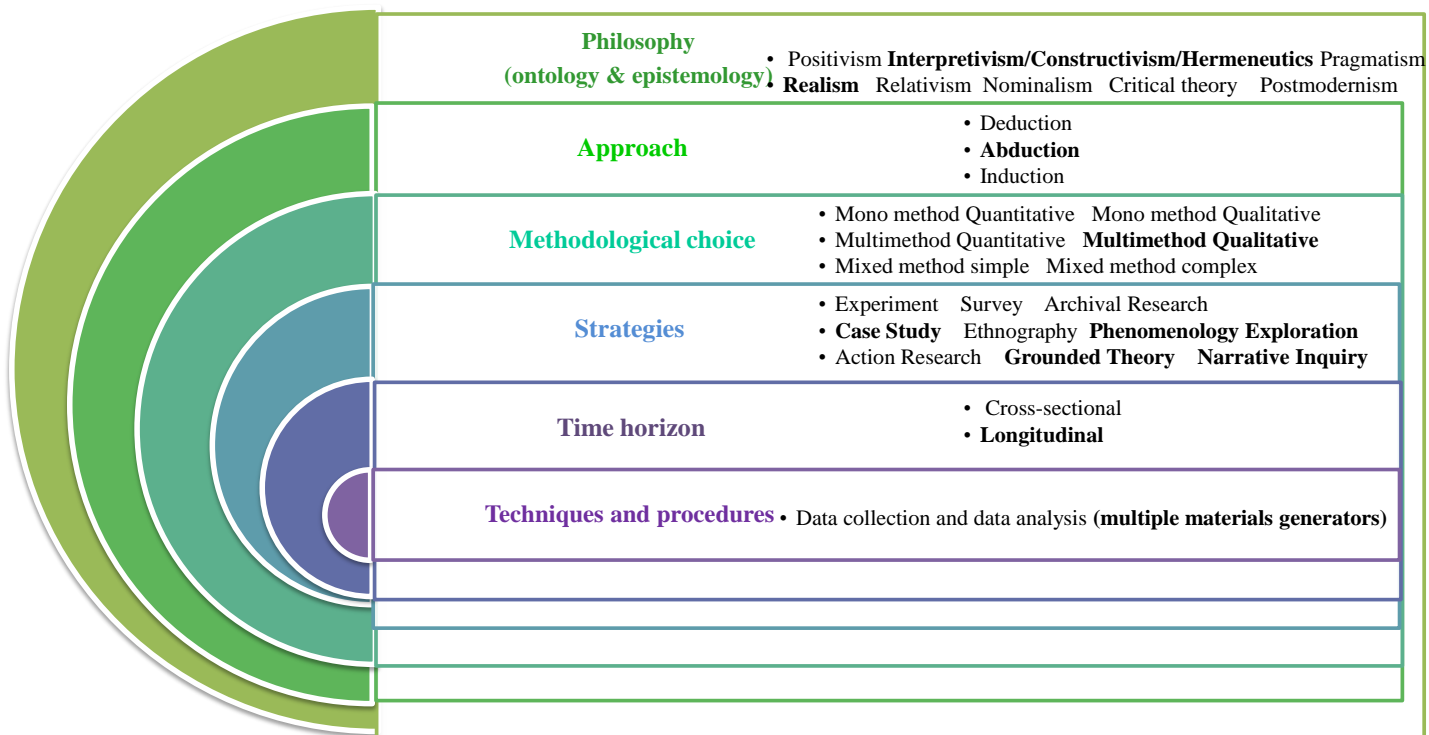 Philosophy
(ontology & epistemology)
• Positivism Interpretivism/Constructivism/Hermeneutics Pragmatism
• Realism Relativism Nominalism Critical theory Postmodernism
Approach
• Deduction
• Abduction
• Induction
Methodological choice
• Mono method Quantitative Mono method Qualitative
• Multimethod Quantitative Multimethod Qualitative
• Mixed method simple Mixed method complex
Strategies
• Experiment Survey Archival Research
• Case Study Ethnography Phenomenology Exploration
• Action Research Grounded Theory Narrative Inquiry
Time horizon
• Cross-sectional
• Longitudinal
Techniques and procedures
• Data collection and data analysis (multiple materials generators)